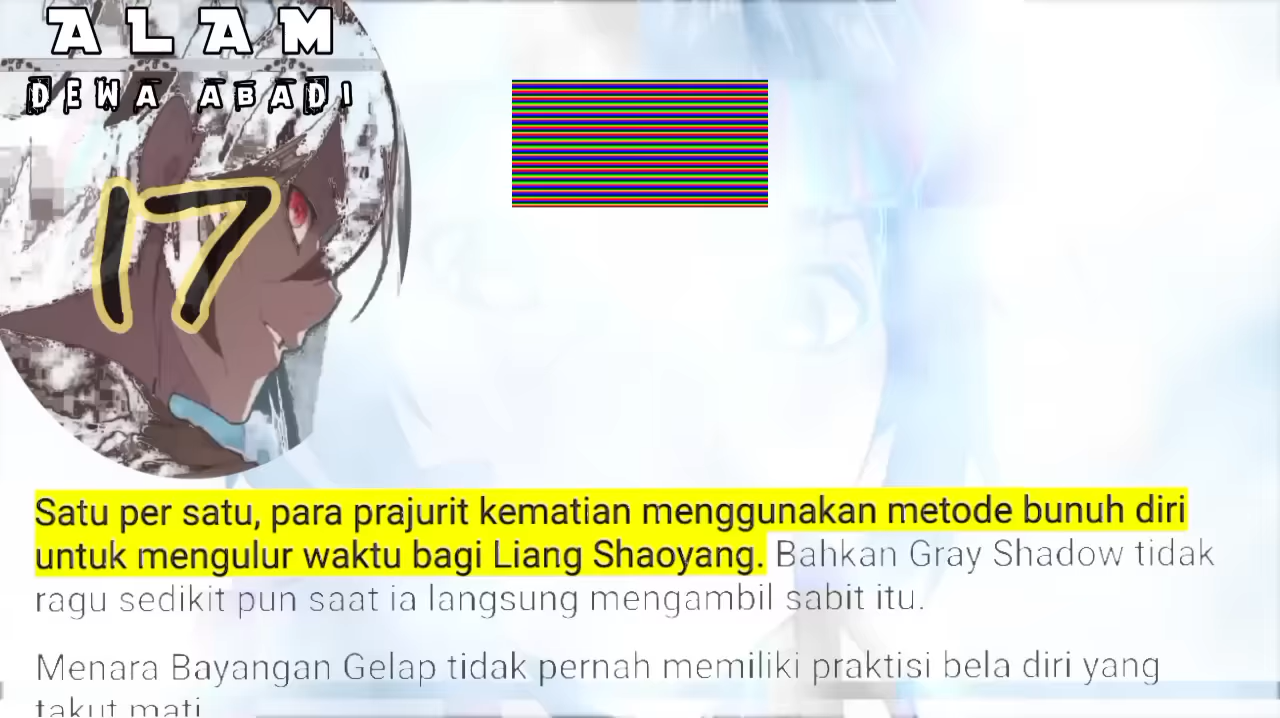 ALAM
DEWA ABADI
17
Satu per satu, para prajurit kematian menggunakan metode bunuh diri
untuk mengulur waktu bagi Liang Shaoyang. Bahkan Gray Shadow tidak
ragu sedikit pun saat ia langsung mengambil sabit itu.
Menara Bayangan Gelap tidak pernah memiliki praktisi bela diri yang
takut mati